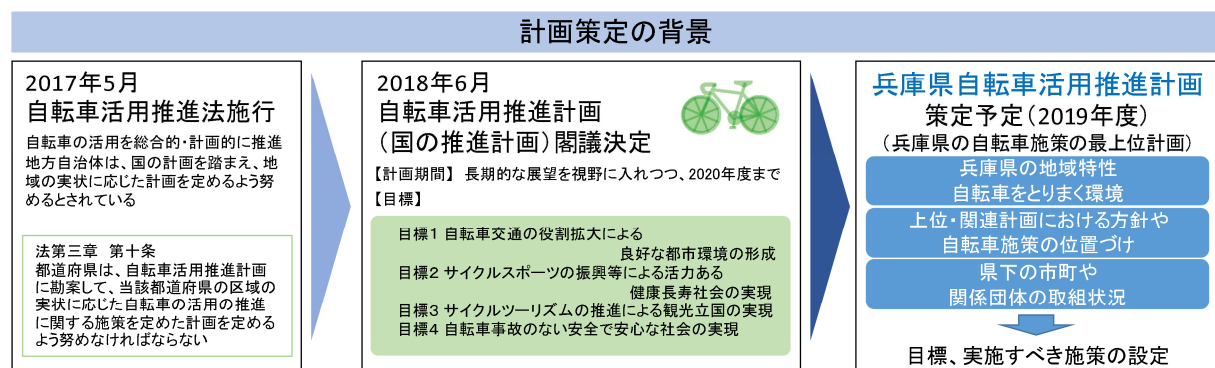 計画策定の背景
2017年5月
自転車活用推進法施行
自転車の活用を総合的・計画的に推進
地方自治体は、国の計画を踏まえ、地
域の実状に応じた計画を定めるよう努
めるとされている
法第三章　第十条
都道府県は、自転車活用推進計画
に勘案して、当該都道府県の区域の
実状に応じた自転車の活用の推進
に関する施策を定めた計画を定める
よう努めなければならない
2018年6月
自転車活用推進計画
（国の推進計画）閣議決定
【計画期間】 長期的な展望を視野に入れつつ、2020年度まで
【目標】
目標１ 自転車交通の役割拡大による
良好な都市環境の形成
目標２ サイクルスポーツの振興等による活力ある
健康長寿社会の実現
目標３ サイクルツーリズムの推進による観光立国の実現
目標４ 自転車事故のない安全で安心な社会の実現
兵庫県自転車活用推進計画
策定予定（2019年度）
（兵庫県の自転車施策の最上位計画）
兵庫県の地域特性
自転車をとりまく環境
上位・関連計画における方針や
自転車施策の位置づけ
県下の市町や
関係団体の取組状況
目標、実施すべき施策の設定